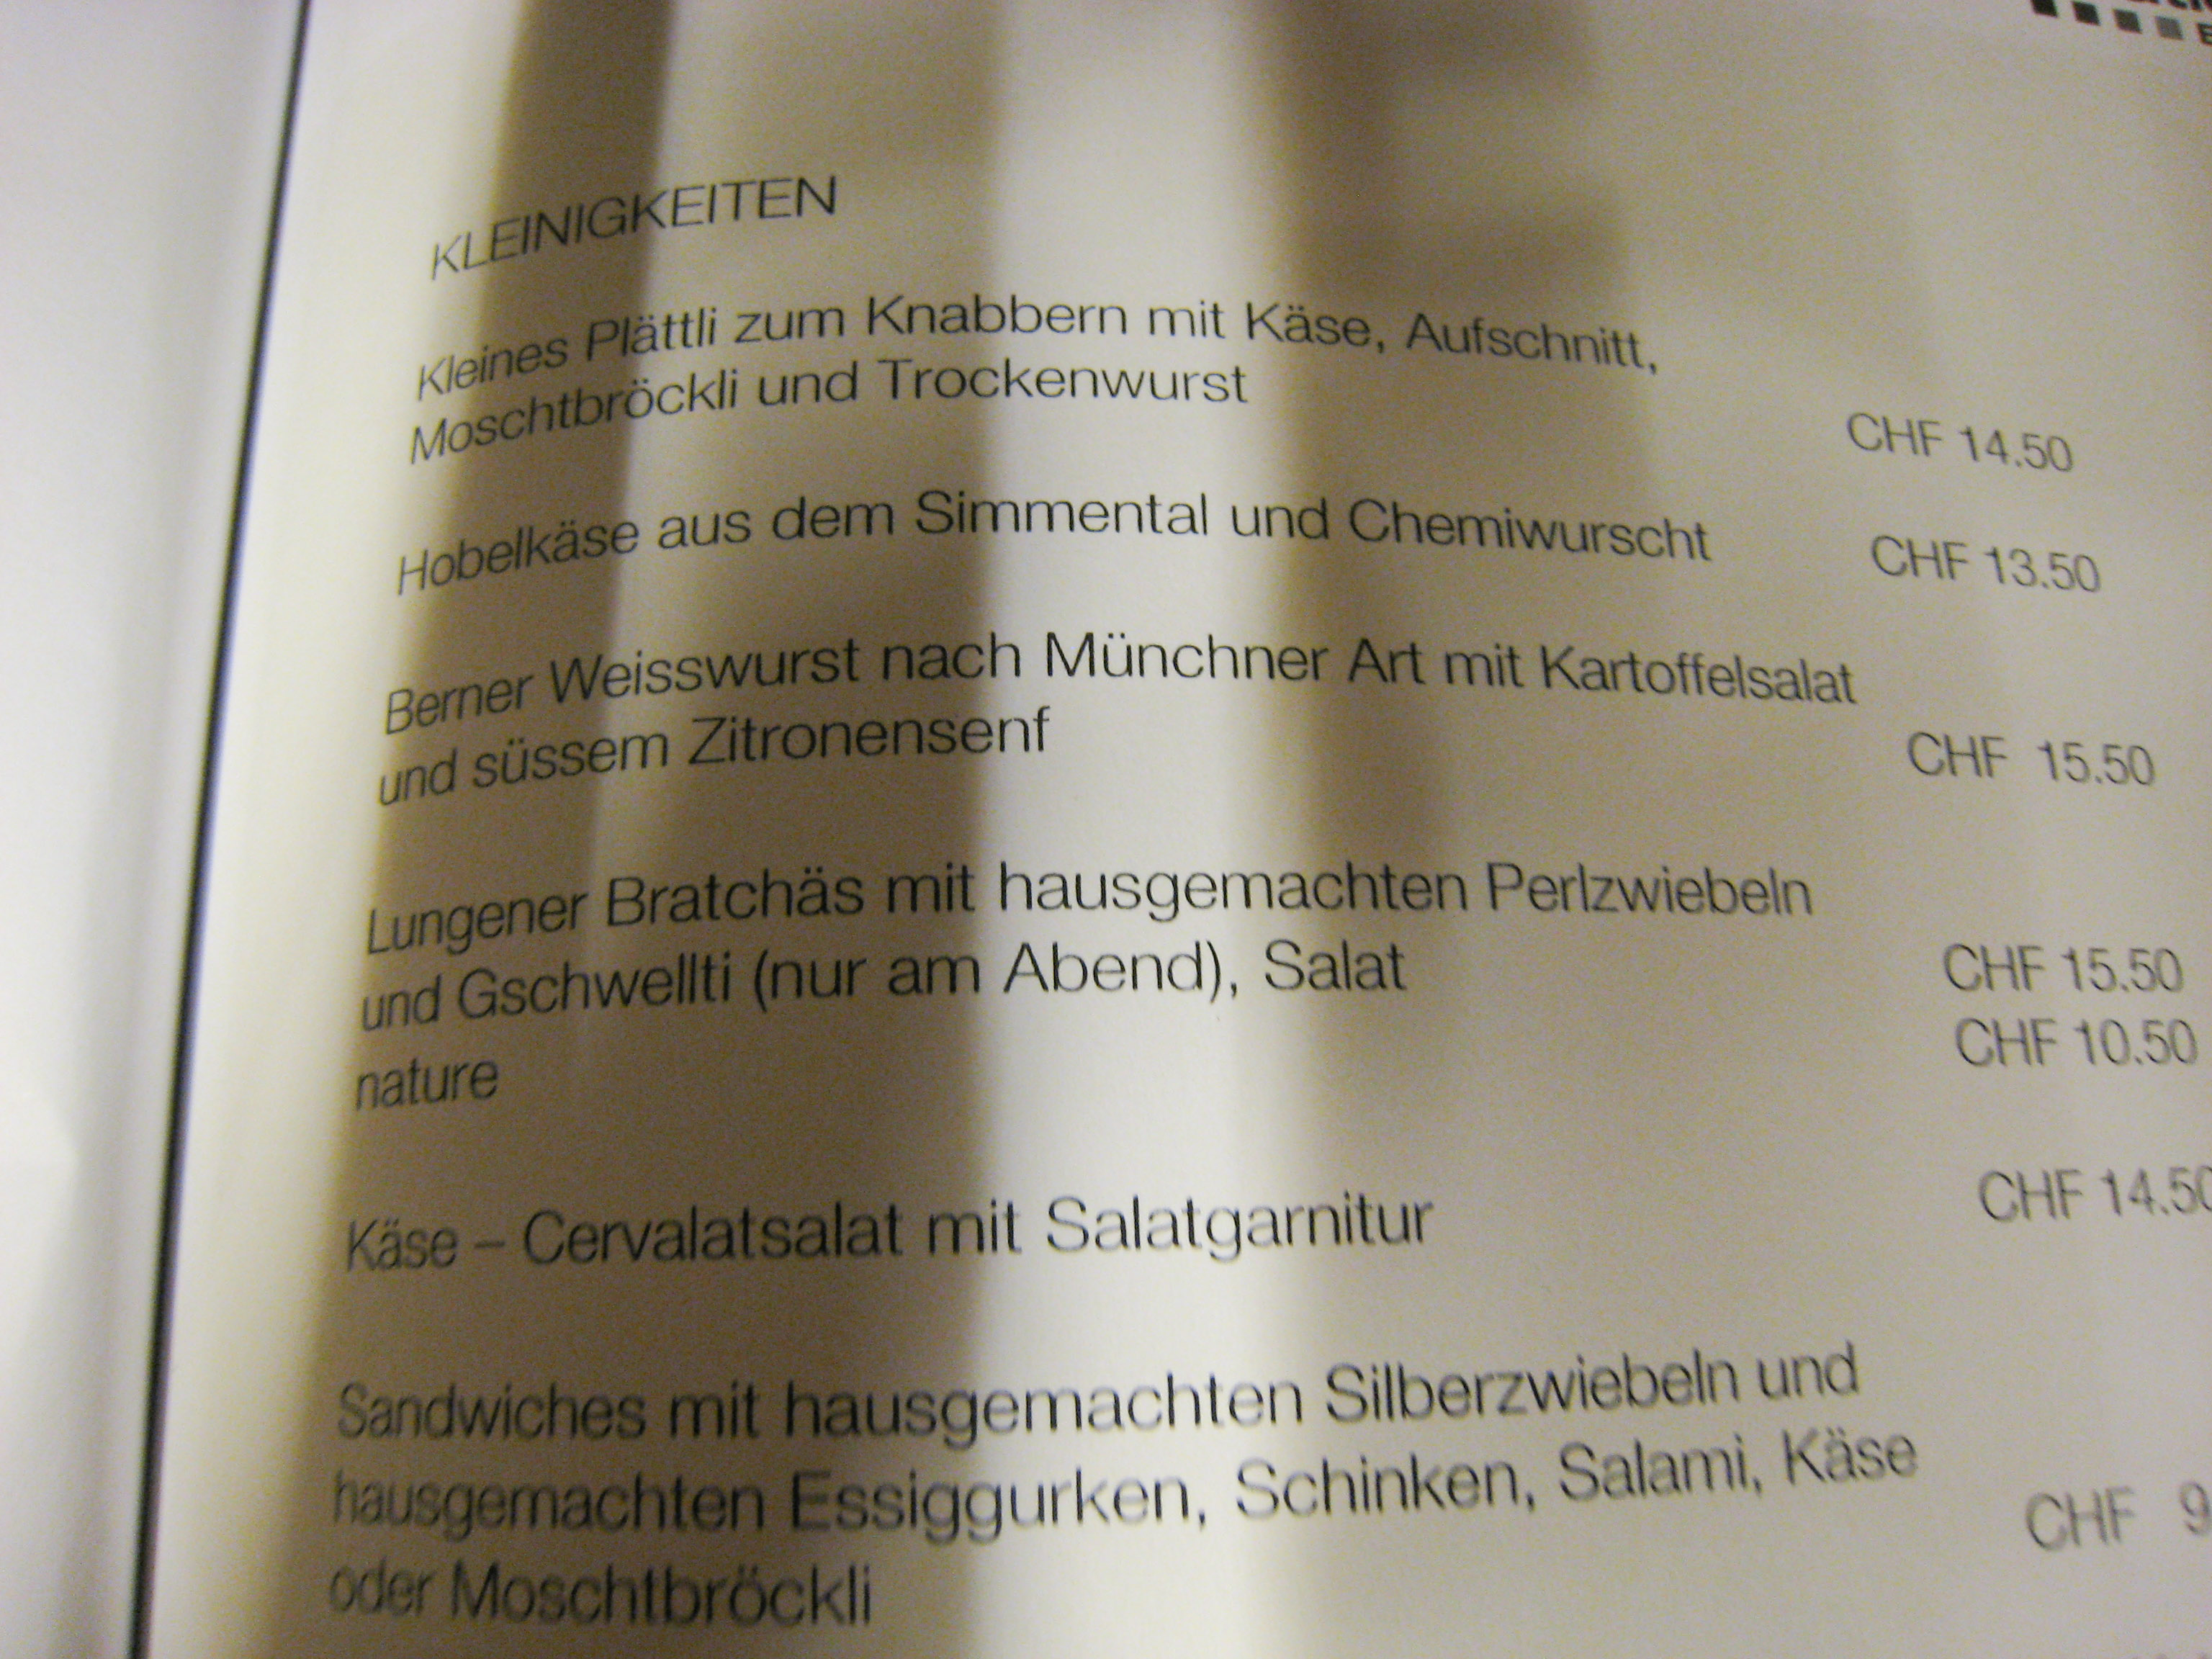 KLEINIGKEITEN
Kleines Plättli zum Knabbern mit Käse, Aufschnitt,
Moschtbröckli und Trockenwurst
CHF 14.50
Hobelkäse aus dem Simmental und Chemiwurscht
CHF 13.50
Berner Weisswurst nach Münchner Art mit Kartoffelsalat
und süssem Zitronensenf
CHF 15.50
Lungener Bratchäs mit hausgemachten Perlzwiebeln
und Gschwellti (nur am Abend), Salat
CHF 15.50
nature
CHF 10.50
Käse – Cervalatsalat mit Salatgarnitur
CHF 14.50
Sandwiches mit hausgemachten Silberzwiebeln und
hausgemachten Essiggurken, Schinken, Salami, Käse
oder Moschtbröckli
CHF 9